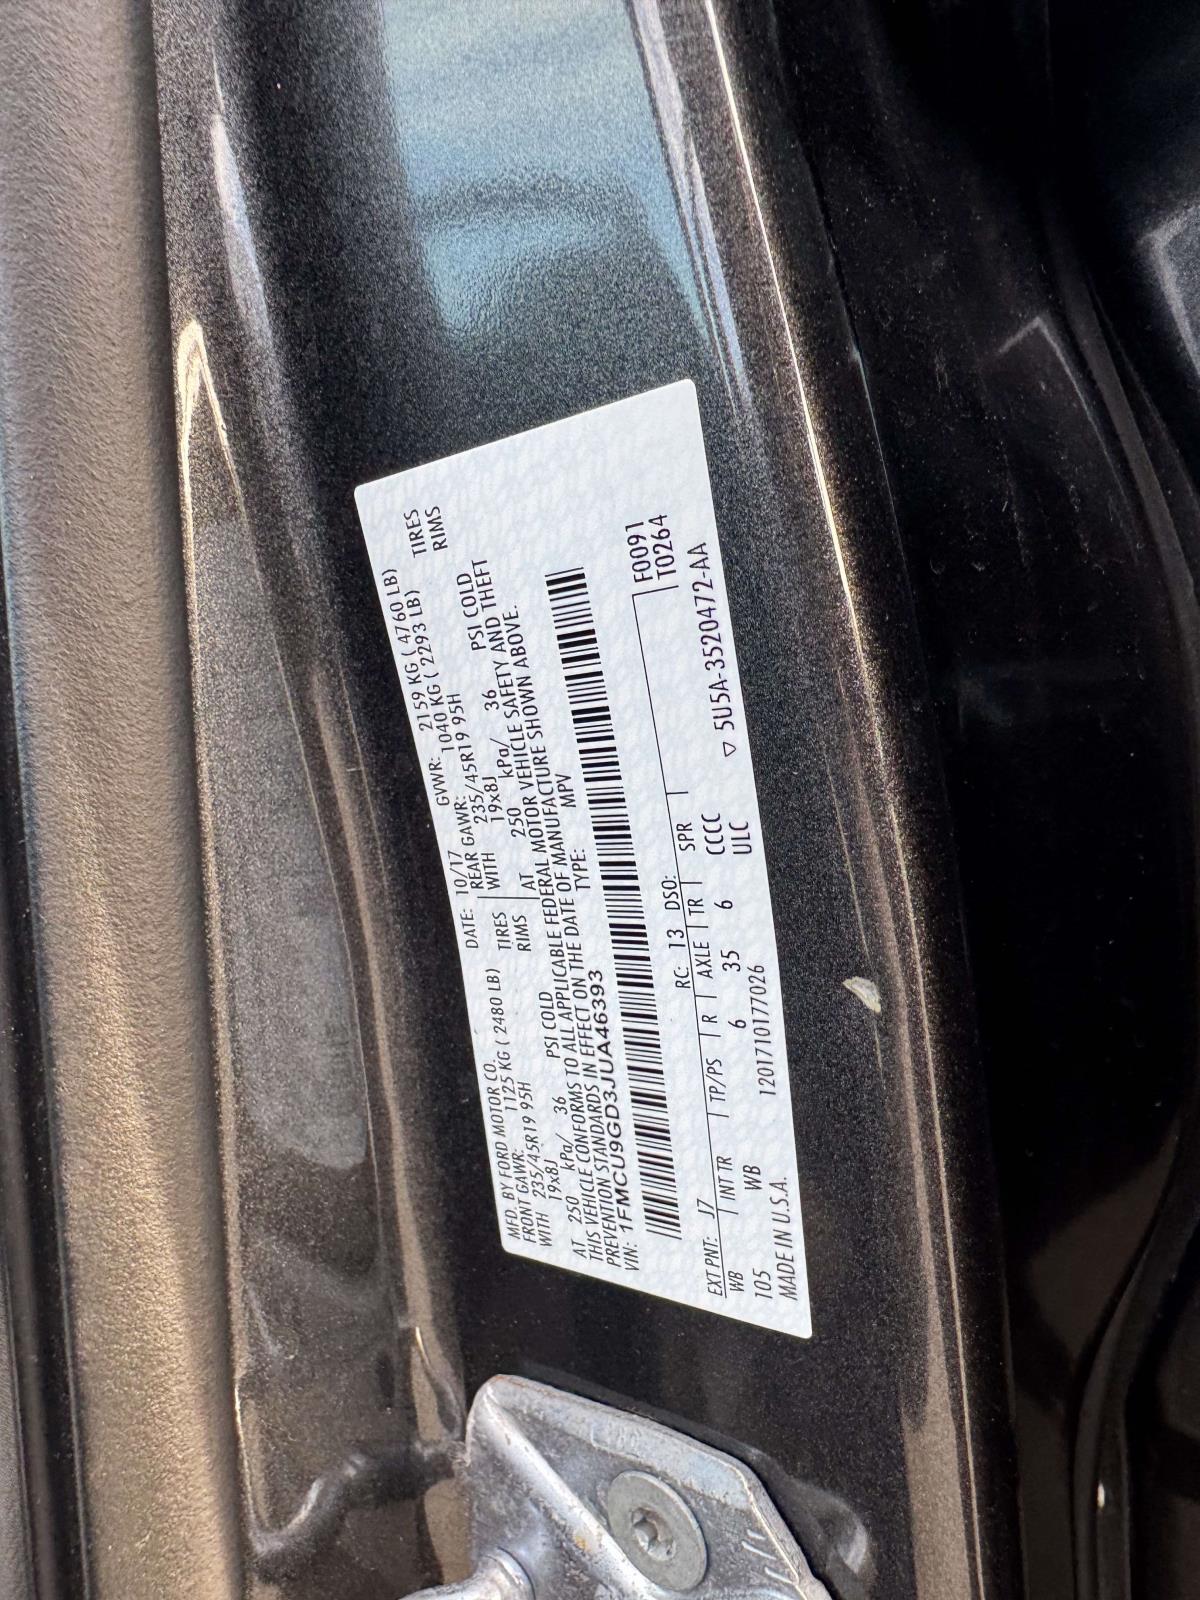 MFD. BY FORD MOTOR CO. DATE: 10/17 GVWR: 2159 KG ( 4760 LB)
FRONT GAWR: 1125 KG ( 2480 LB) REAR GAWR: 1040 KG ( 2293 LB)
WITH 235/45R19 95H TIRES WITH 235/45R19 95H TIRES
19x8J RIMS 19x8J RIMS
AT 250 kPa/ 36 PSI COLD AT 250 kPa/ 36 PSI COLD
THIS VEHICLE CONFORMS TO ALL APPLICABLE FEDERAL MOTOR VEHICLE SAFETY AND THEFT
PREVENTION STANDARDS IN EFFECT ON THE DATE OF MANUFACTURE SHOWN ABOVE.
VIN: 1FMCU9GD3JUA46393 TYPE: MPV
F0091
T0264
EXT PNT: J7 RC: 13 DSO:
WB INT TR TP/PS R AXLE TR SPR
105 WB 6 35 6 CCCC
MADE IN U.S.A. 1201710177026 ULC
5U5A-3520472-AA